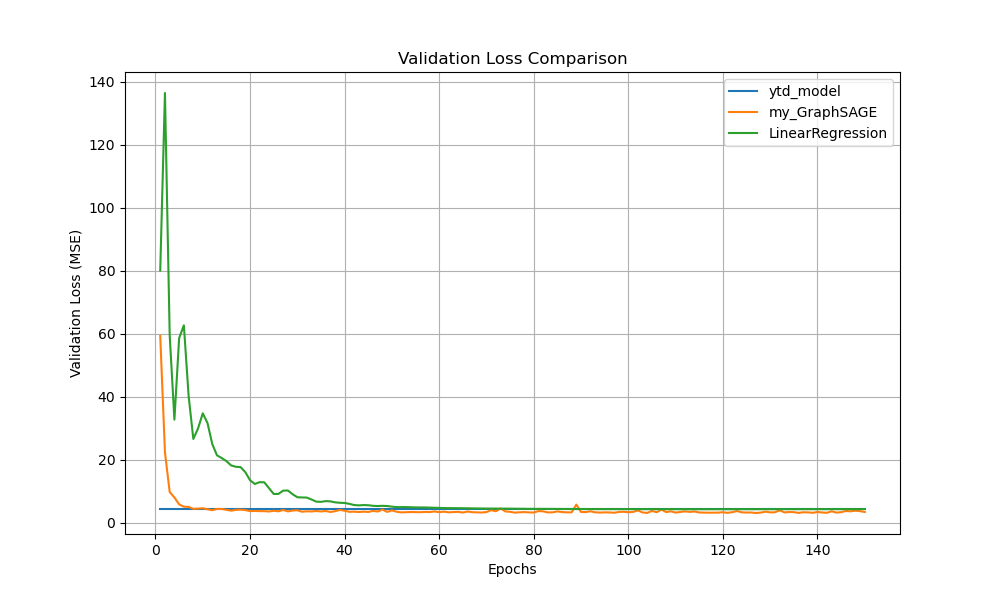 Validation Loss Comparison
ytd_model
my_GraphSAGE
LinearRegression
Validation Loss (MSE)
140
120
100
80
60
40
20
0
0 20 40 60 80 100 120 140
Epochs